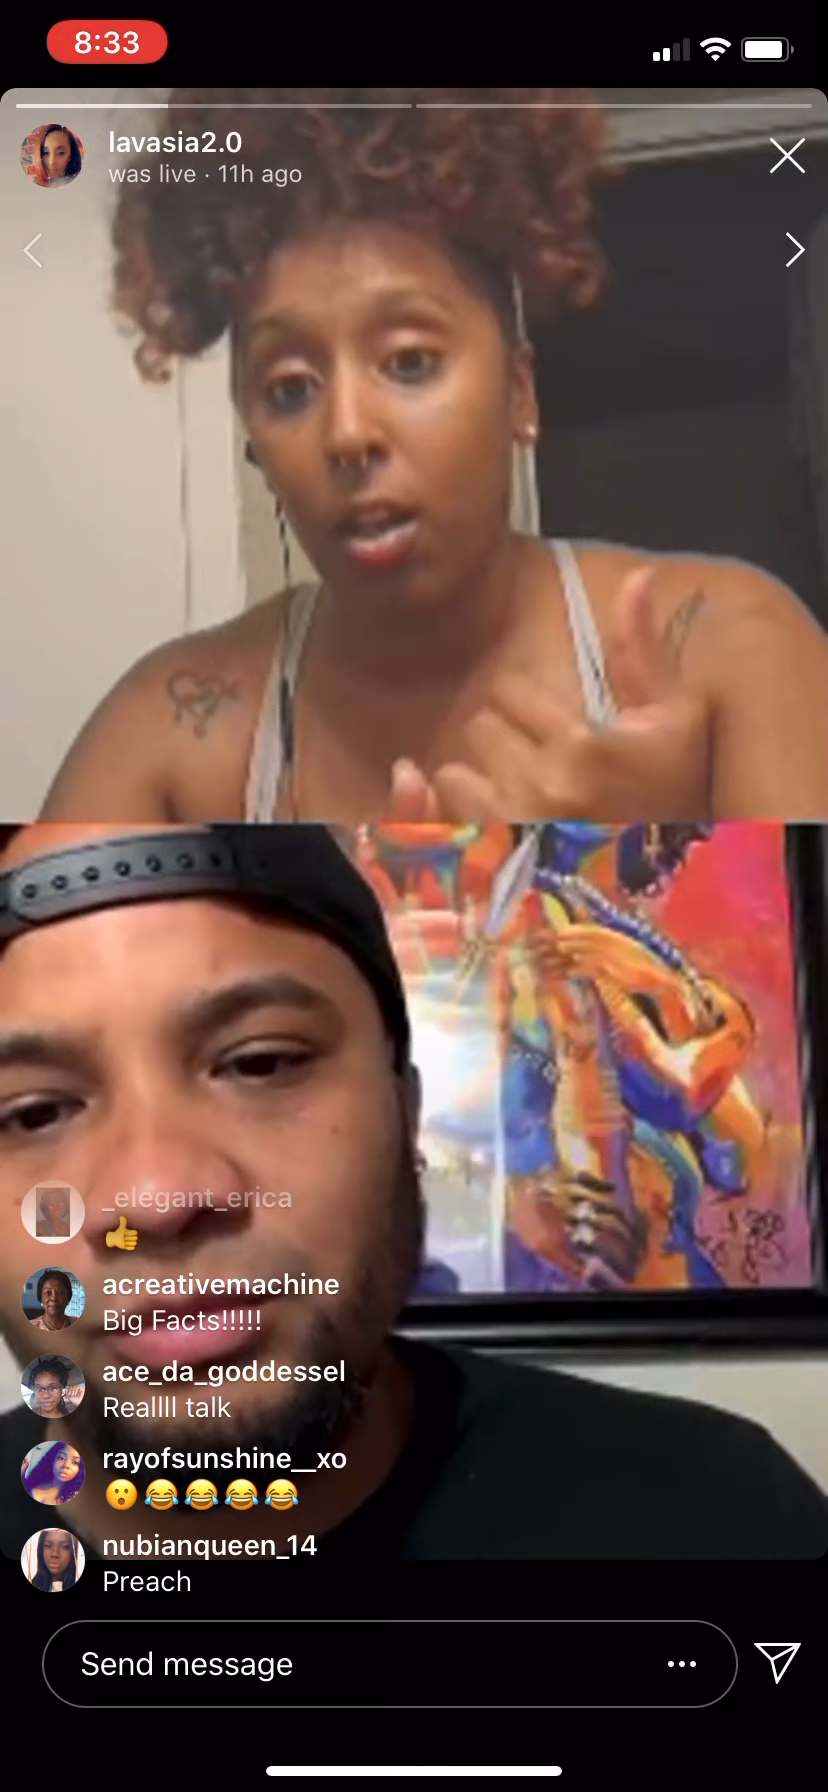 8:33
lavasia2.0
was live · 11h ago
_elegant_erica
👍
acreativemachine
Big Facts!!!!!
ace_da_goddessel
Reallll talk
rayofsunshine__xo
😮😂😂😂😂
nubianqueen_14
Preach
Send message